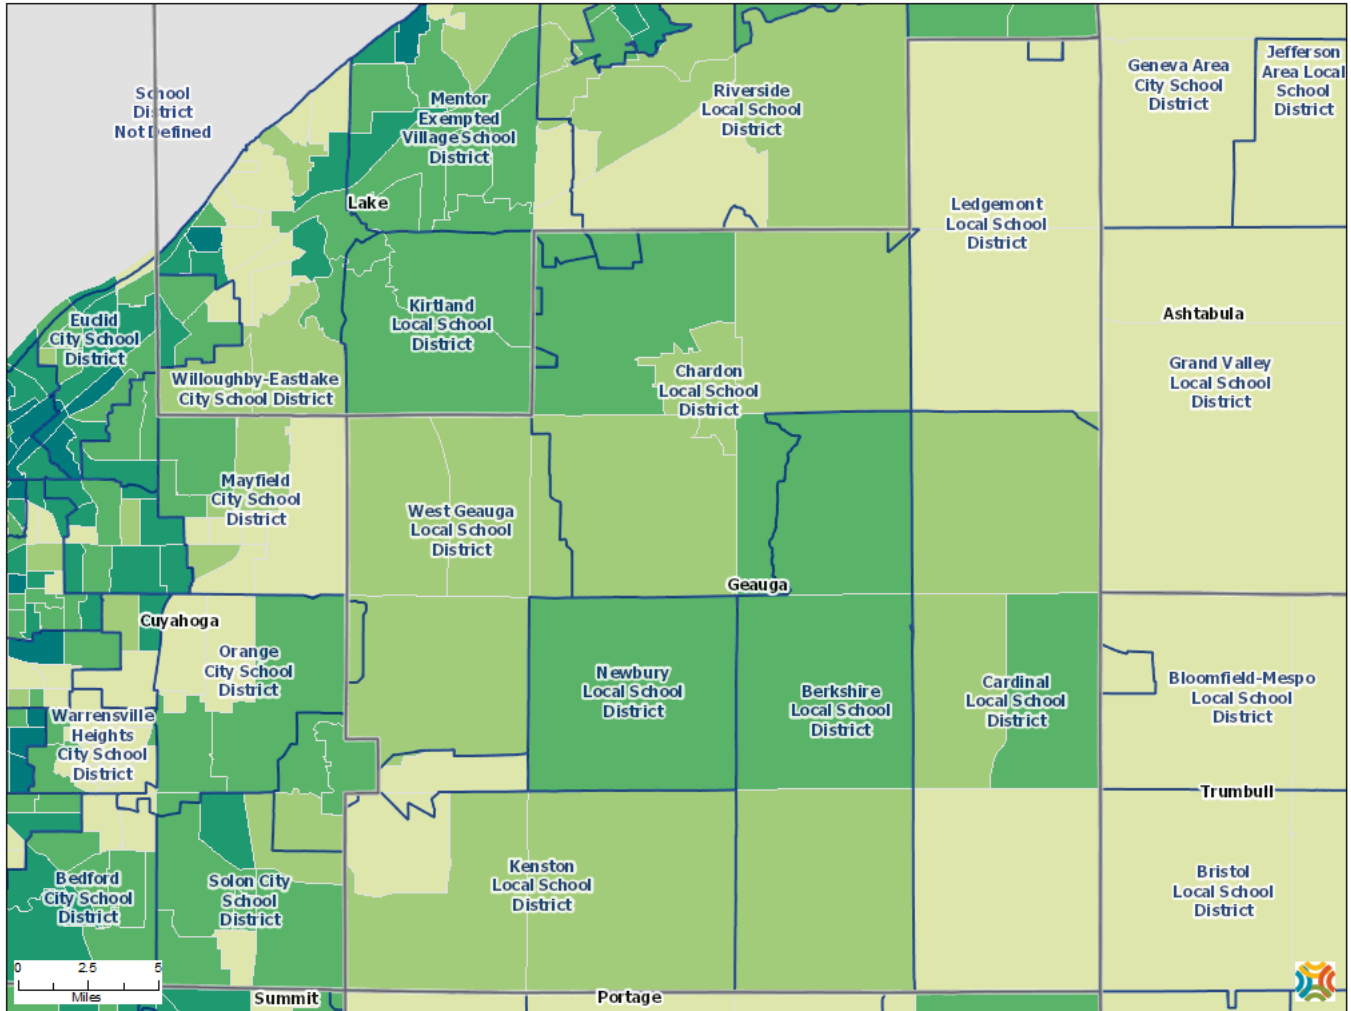 School
District
Not Defined
Mentor
Exempted
Village School
District
Riverside
Local School
District
Geneva Area
City School
District
Jefferson
Area Local
School
District
Lake
Ledgemont
Local School
District
Euclid
City School
District
Kirtland
Local School
District
Ashtabula
Willoughby-Eastlake
City School District
Chardon
Local School
District
Grand Valley
Local School
District
Mayfield
City School
District
West Geauga
Local School
District
Geauga
Cuyahoga
Orange
City School
District
Newbury
Local School
District
Berkshire
Local School
District
Cardinal
Local School
District
Bloomfield-Mespo
Local School
District
Warrensville
Heights
City School
District
Trumbull
Bedford
City School
District
Solon City
School
District
Kenston
Local School
District
Bristol
Local School
District
0 2.5 5
Miles
Summit
Portage